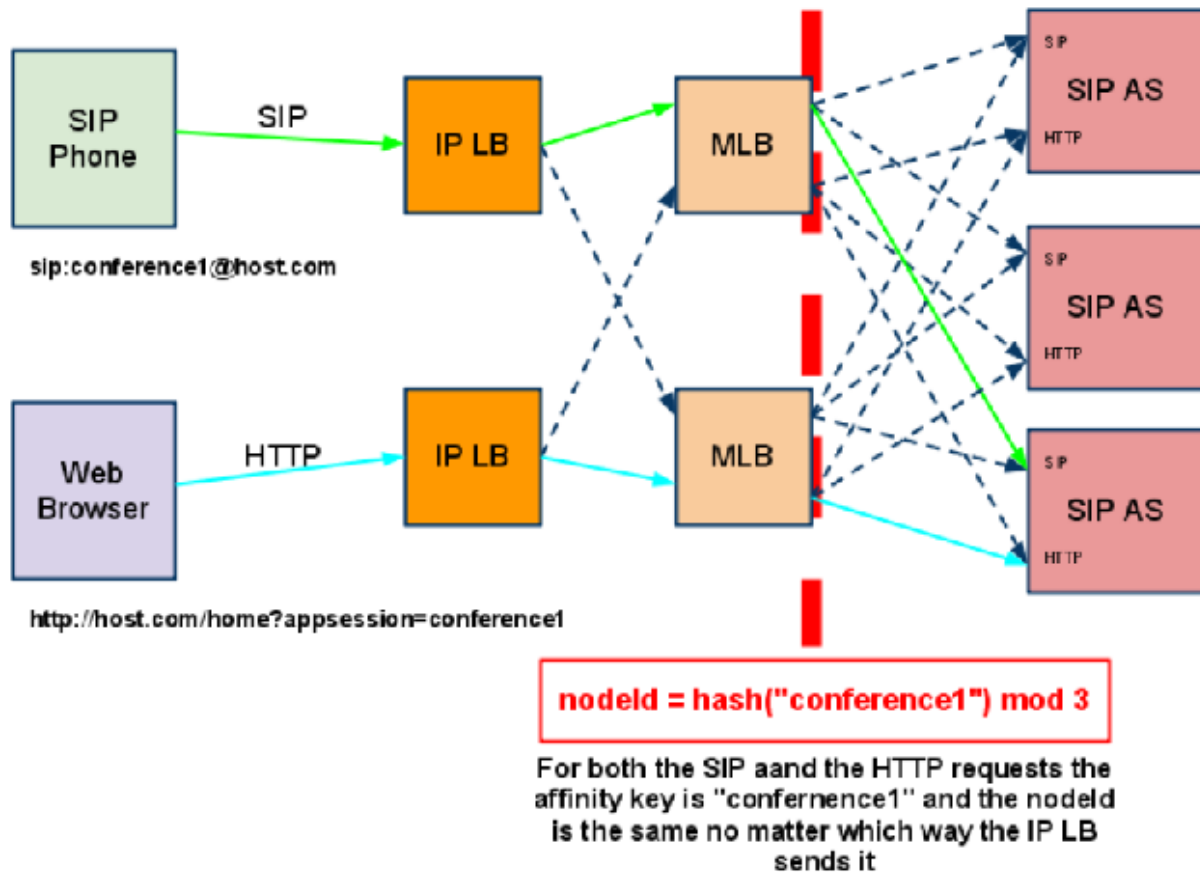 SIP
Phone
SIP
IP LB
MLB
SIP
SIP AS
HTTP
sip:conference1@host.com
SIP
SIP AS
HTTP
Web
Browser
HTTP
IP LB
MLB
SIP
SIP AS
HTTP
http://host.com/home?appsession=conference1
nodeId = hash("conference1") mod 3
For both the SIP aand the HTTP requests the
affinity key is "confernence1" and the nodeId
is the same no matter which way the IP LB
sends it